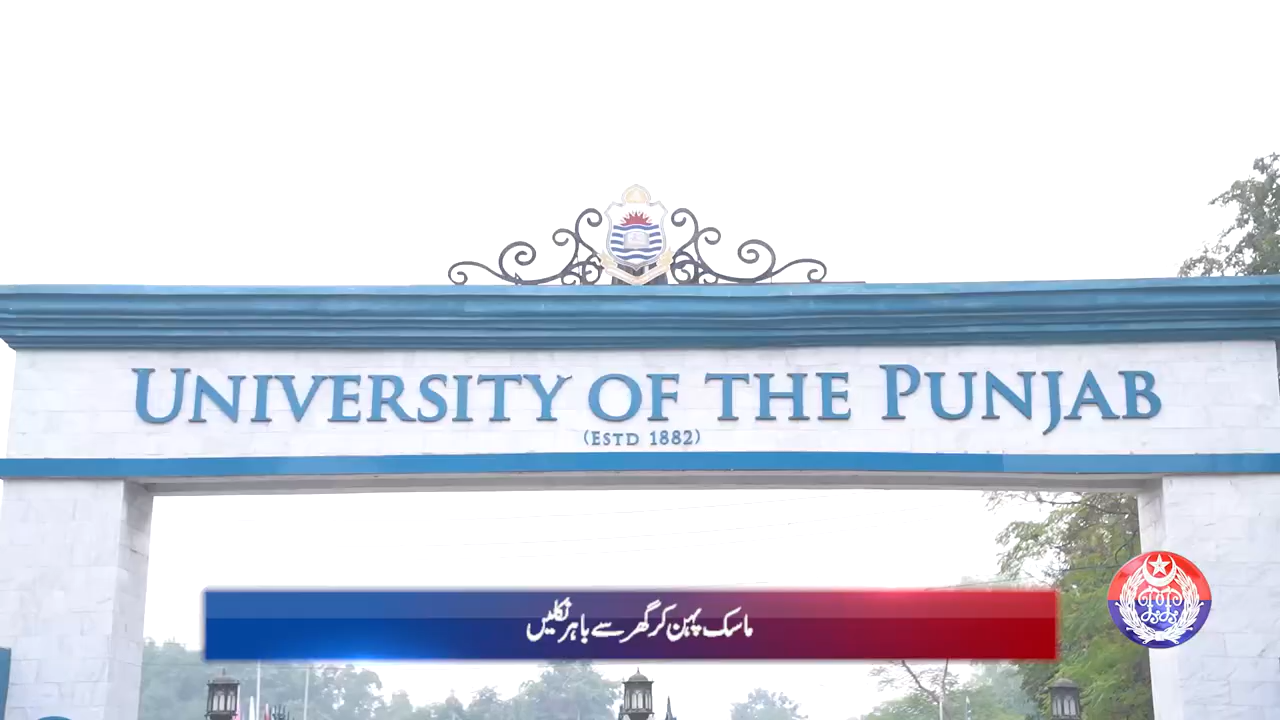 UNIVERSITY OF THE PUNJAB
(ESTD 1882)
ماسک پہن کر گھر سے باہر نکلیں